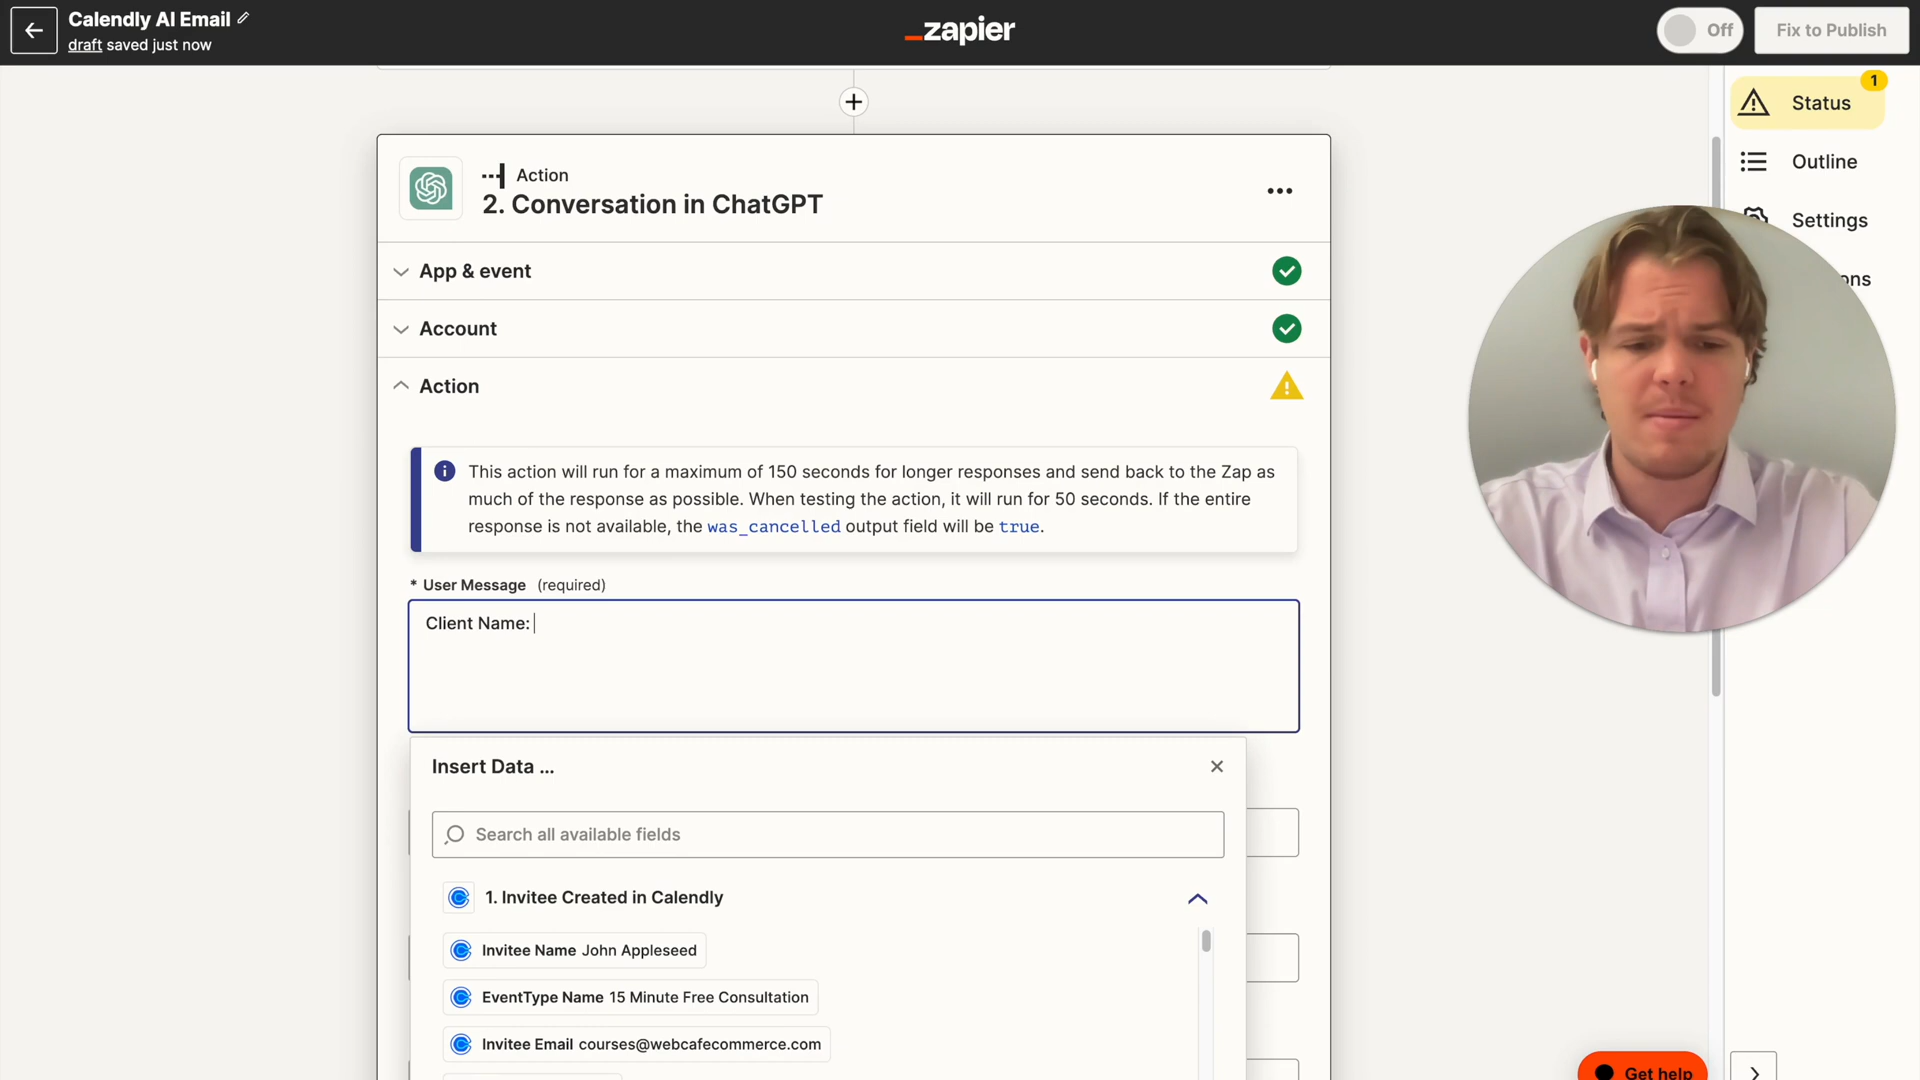 Calendly AI Email
draft saved just now
zapier
Off
Fix to Publish
1
Status
Outline
Settings
ons
Action
2. Conversation in ChatGPT
App & event
Account
Action
This action will run for a maximum of 150 seconds for longer responses and send back to the Zap as
much of the response as possible. When testing the action, it will run for 50 seconds. If the entire
response is not available, the was_cancelled output field will be true.
* User Message (required)
Client Name:
Insert Data ...
Search all available fields
1. Invitee Created in Calendly
Invitee Name John Appleseed
EventType Name 15 Minute Free Consultation
Invitee Email courses@webcafecommerce.com
Get help